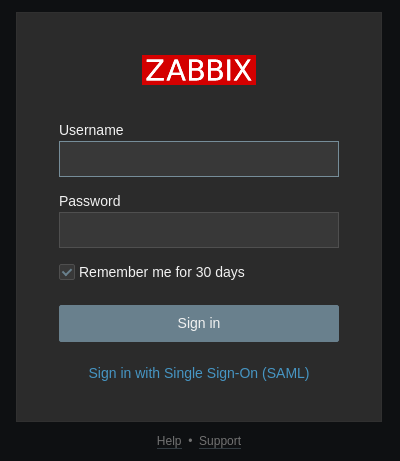 ZABBIX
Username
Password
Remember me for 30 days
Sign in
Sign in with Single Sign-On (SAML)
Help • Support